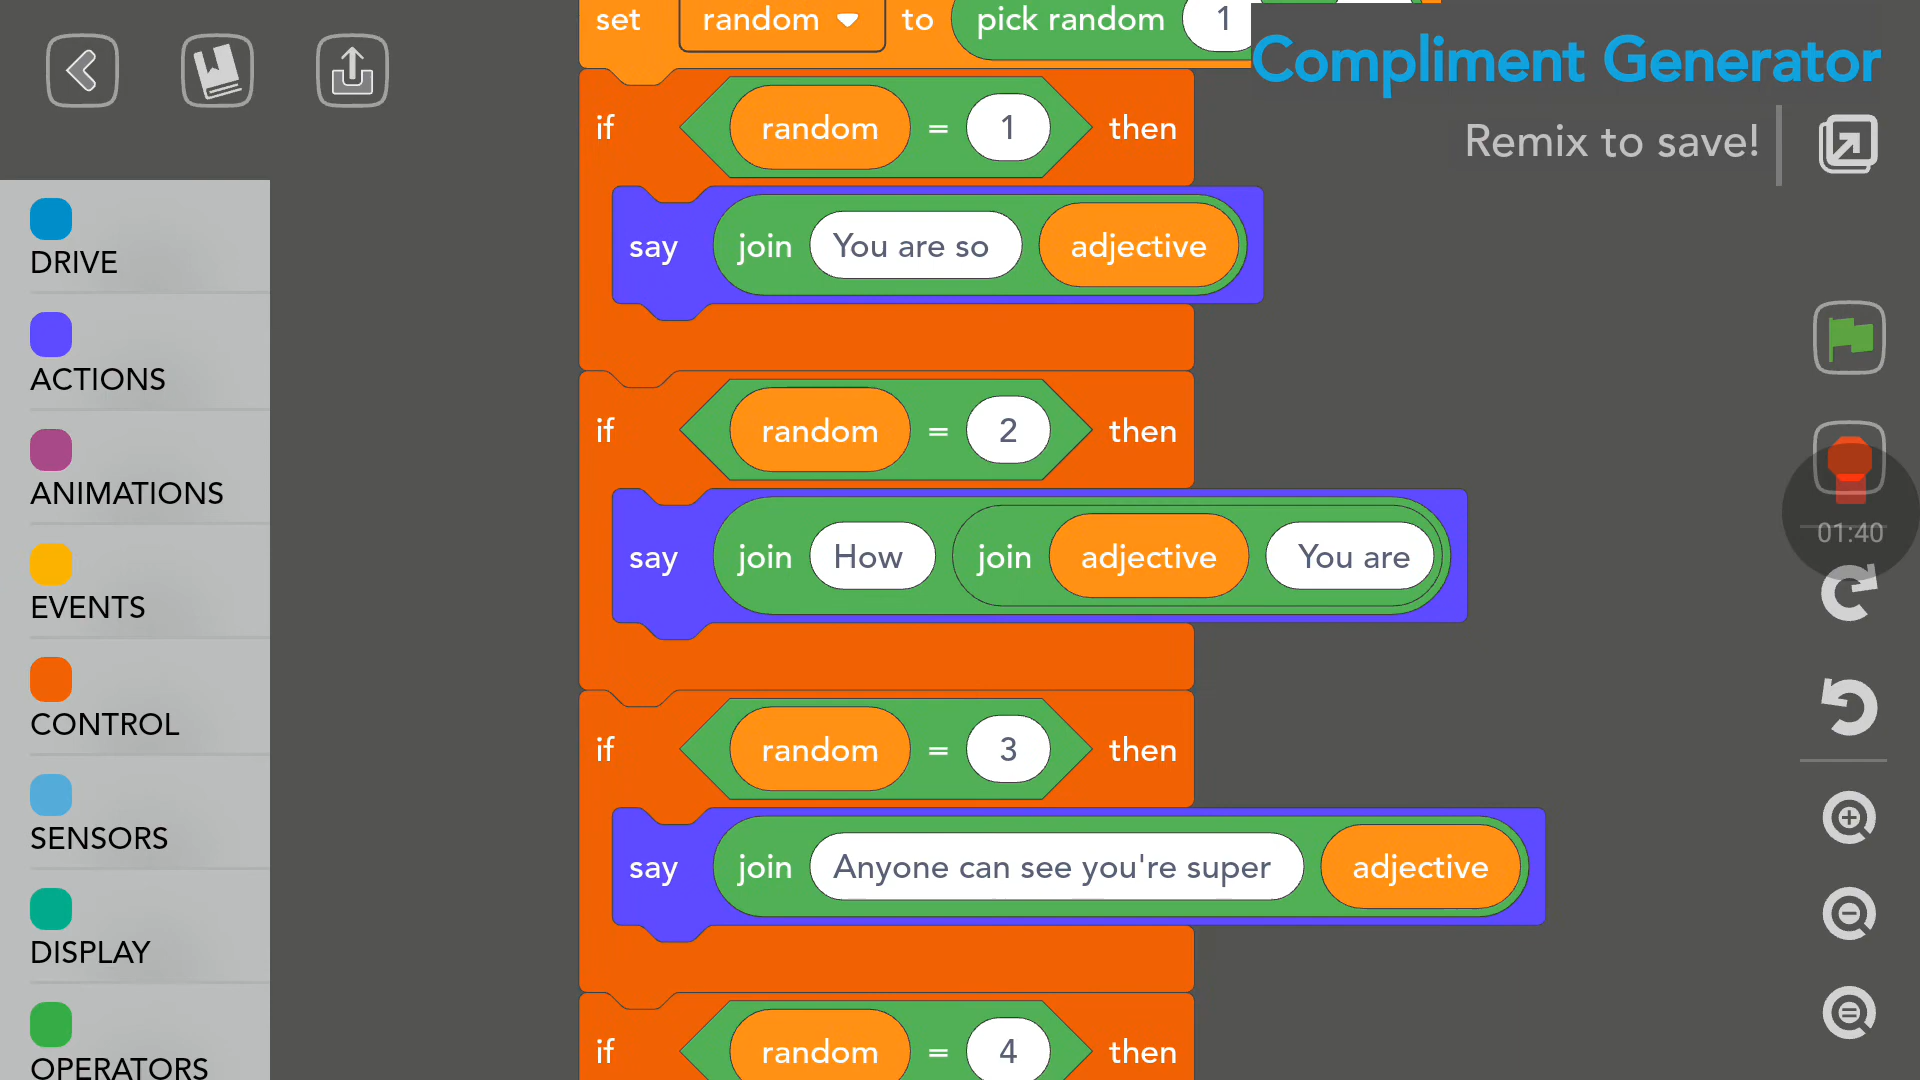 set random to pick random 1
Compliment Generator
Remix to save!
if random = 1 then
say join You are so adjective
if random = 2 then
say join How join adjective You are
if random = 3 then
say join Anyone can see you're super adjective
if random = 4 then
DRIVE
ACTIONS
ANIMATIONS
EVENTS
CONTROL
SENSORS
DISPLAY
OPERATORS
01:40